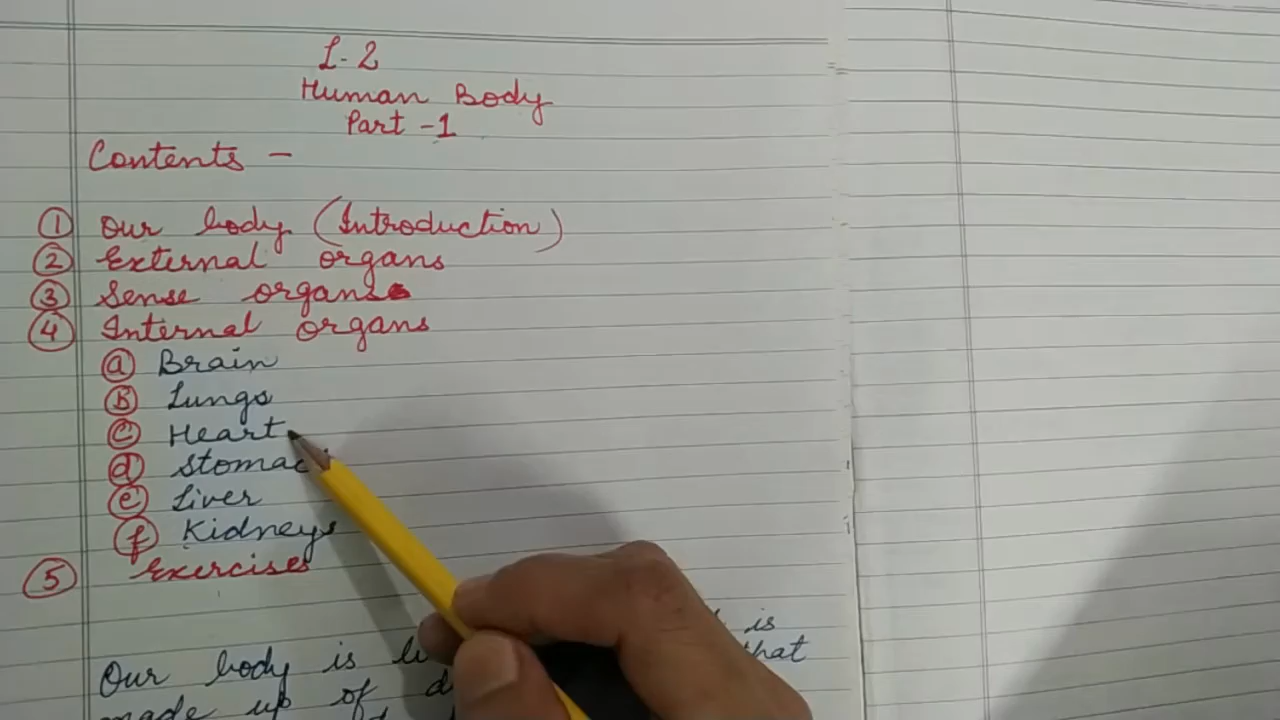 L-2
Human Body
Part -1
Contents -
① Our body (Introduction)
② External organs
③ Sense organs
④ Internal organs
ⓐ Brain
Ⓑ Lungs
ⓒ Heart
ⓓ Stomac
ⓔ Liver
ⓕ Kidneys
⑤ Exercises
is
Our body is that
made up of